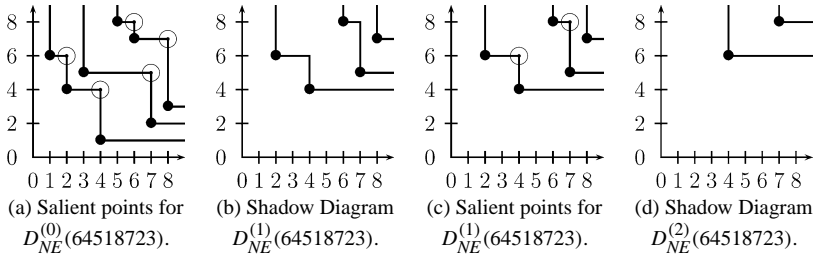 8 8 8 8
6 6 6 6
4 4 4 4
2 2 2 2
0 0 0 0
0 1 2 3 4 5 6 7 8 0 1 2 3 4 5 6 7 8 0 1 2 3 4 5 6 7 8 0 1 2 3 4 5 6 7 8
(a) Salient points for (b) Shadow Diagram (c) Salient points for (d) Shadow Diagram
$D_{NE}^{(0)}(64518723).$ $D_{NE}^{(1)}(64518723).$ $D_{NE}^{(1)}(64518723).$ $D_{NE}^{(2)}(64518723).$